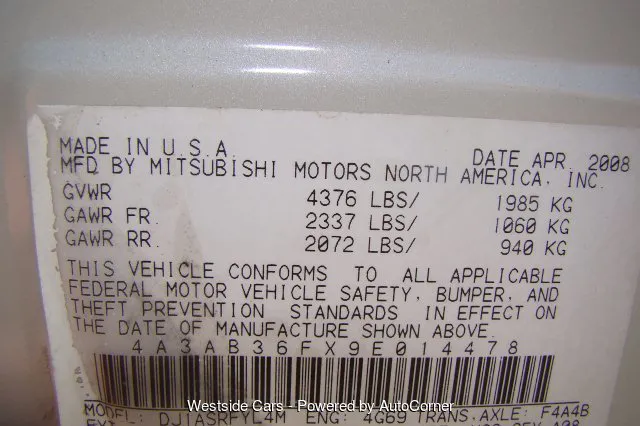 MADE IN U.S.A. DATE APR. 2008
MFD BY MITSUBISHI MOTORS NORTH AMERICA, INC.
GVWR 4376 LBS/ 1985 KG
GAWR FR. 2337 LBS/ 1060 KG
GAWR RR. 2072 LBS/ 940 KG
THIS VEHICLE CONFORMS TO ALL APPLICABLE
FEDERAL MOTOR VEHICLE SAFETY, BUMPER, AND
THEFT PREVENTION STANDARDS IN EFFECT ON
THE DATE OF MANUFACTURE SHOWN ABOVE.
4A3AB36FX9E014478
MODEL: DJ1ASRFYL4M ENG: 4G69 TRANS.AXLE: F4A4B
Westside Cars - Powered by AutoCorner